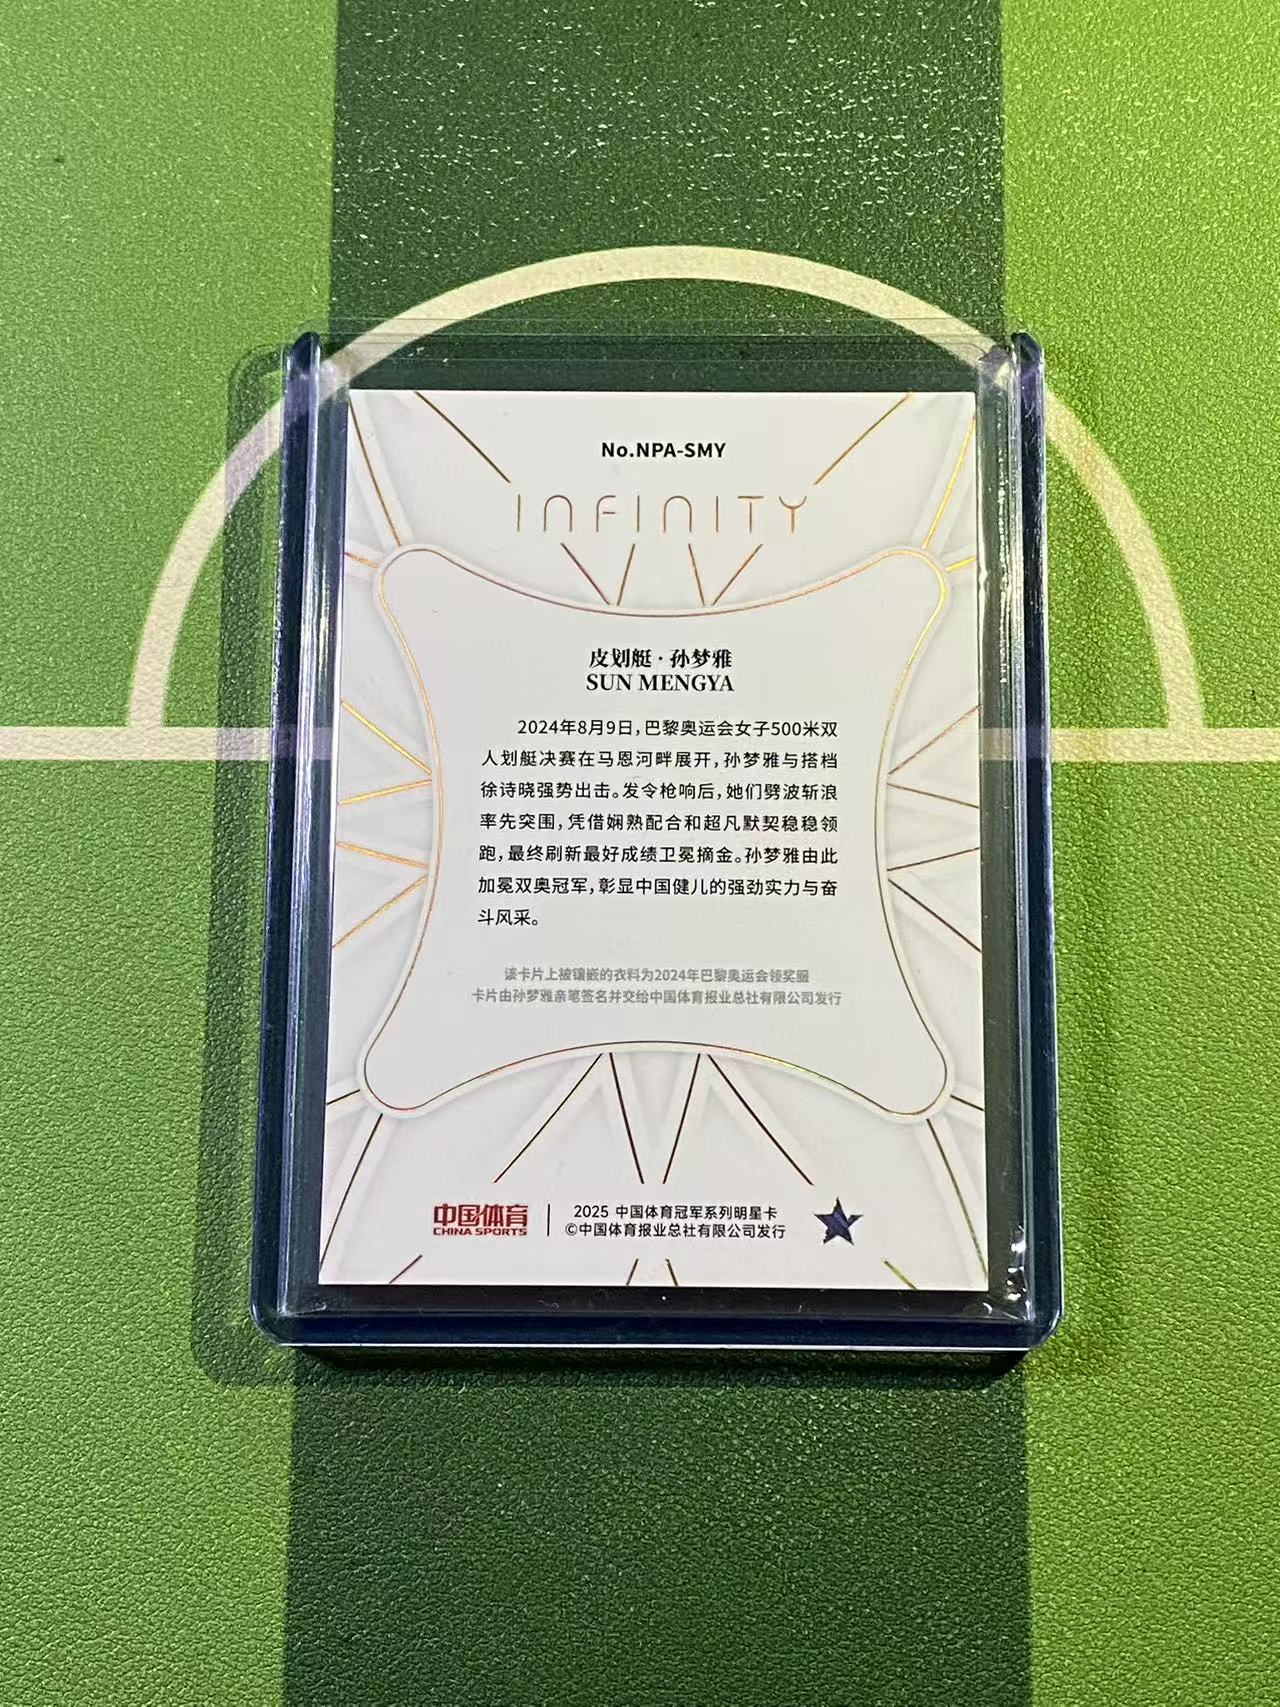 No.NPA-SMY
INFINITY
皮划艇·孙梦雅
SUN MENGYA
2024年8月9日,巴黎奥运会女子500米双
人划艇决赛在马恩河畔展开,孙梦雅与搭档
徐诗晓强势出击。发令枪响后,她们劈波斩浪
率先突围,凭借娴熟配合和超凡默契稳稳领
跑,最终刷新最好成绩卫冕摘金。孙梦雅由此
加冕双奥冠军,彰显中国健儿的强劲实力与奋
斗风采。
该卡片上被镶嵌的衣料为2024年巴黎奥运会领奖服
卡片由孙梦雅亲笔签名并交给中国体育报业总社有限公司发行
中国体育
CHINA SPORTS
2025 中国体育冠军系列明星卡
©中国体育报业总社有限公司发行